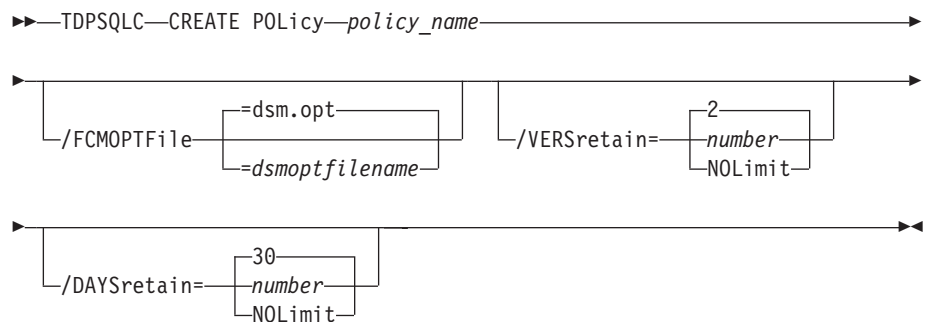 TDPSQLC CREATE POLicy policy_name
=dsm.opt
/FCMOPTFile
=dsmoptfilename
2
/VERSretain= number
NOLimit
30
/DAYSretain= number
NOLimit